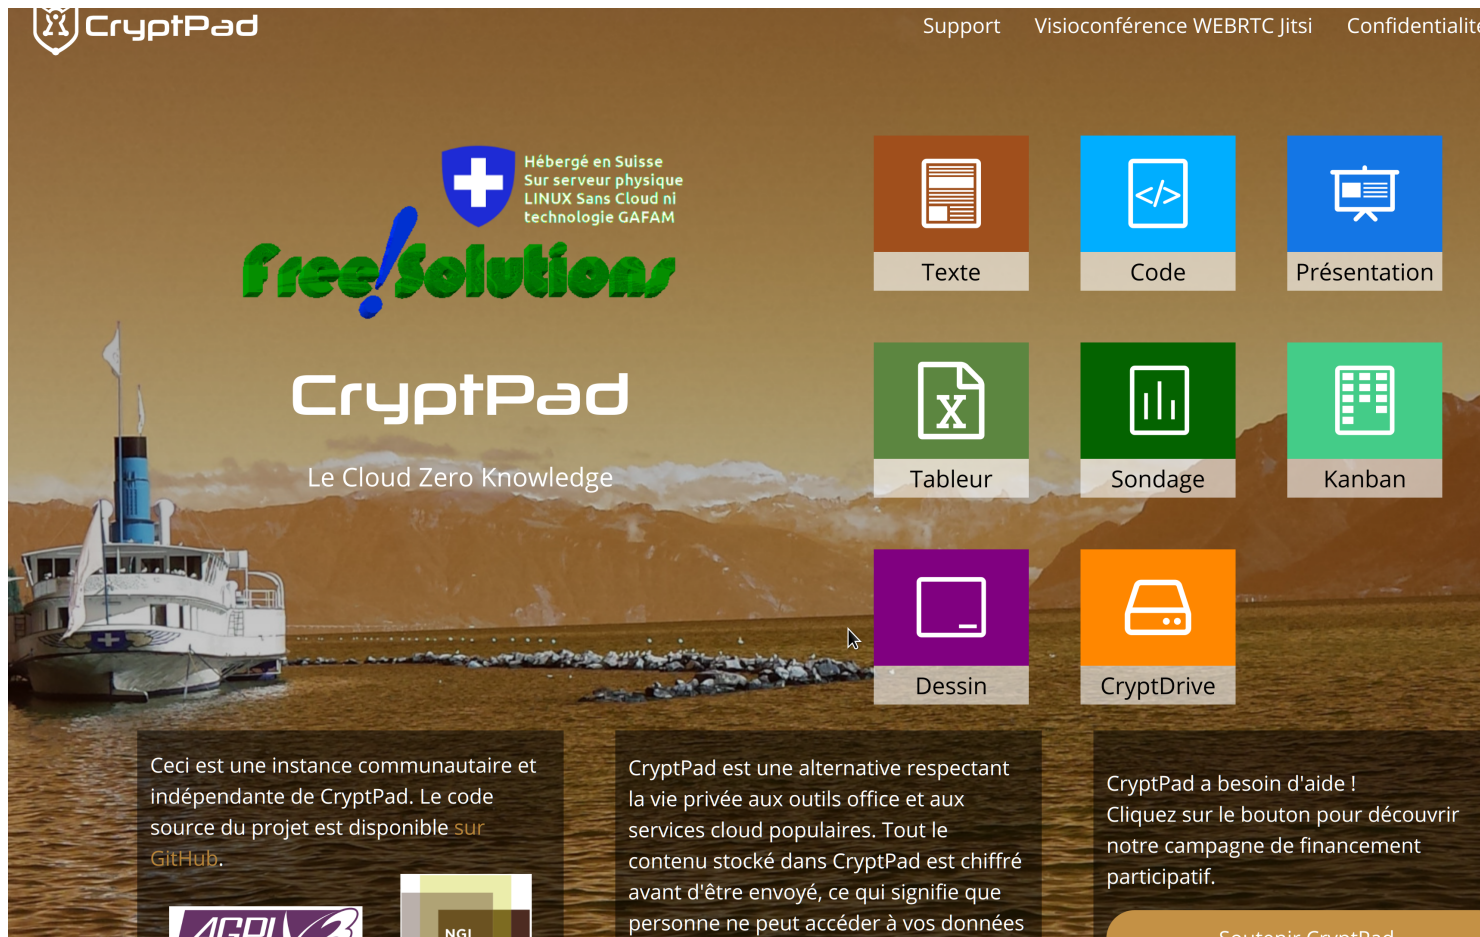 CryptPad
Support
Visioconférence WEBRTC Jitsi
Confidentialité
Hébergé en Suisse
Sur serveur physique
LINUX Sans Cloud ni
technologie GAFAM
Free!Solutions
CryptPad
Le Cloud Zero Knowledge
Texte
Code
Présentation
Tableur
Sondage
Kanban
Dessin
CryptDrive
Ceci est une instance communautaire et
indépendante de CryptPad. Le code
source du projet est disponible sur
GitHub.
AGPLv3
NGI
CryptPad est une alternative respectant
la vie privée aux outils office et aux
services cloud populaires. Tout le
contenu stocké dans CryptPad est chiffré
avant d'être envoyé, ce qui signifie que
personne ne peut accéder à vos données
CryptPad a besoin d'aide !
Cliquez sur le bouton pour découvrir
notre campagne de financement
participatif.
Soutenir CryptPad